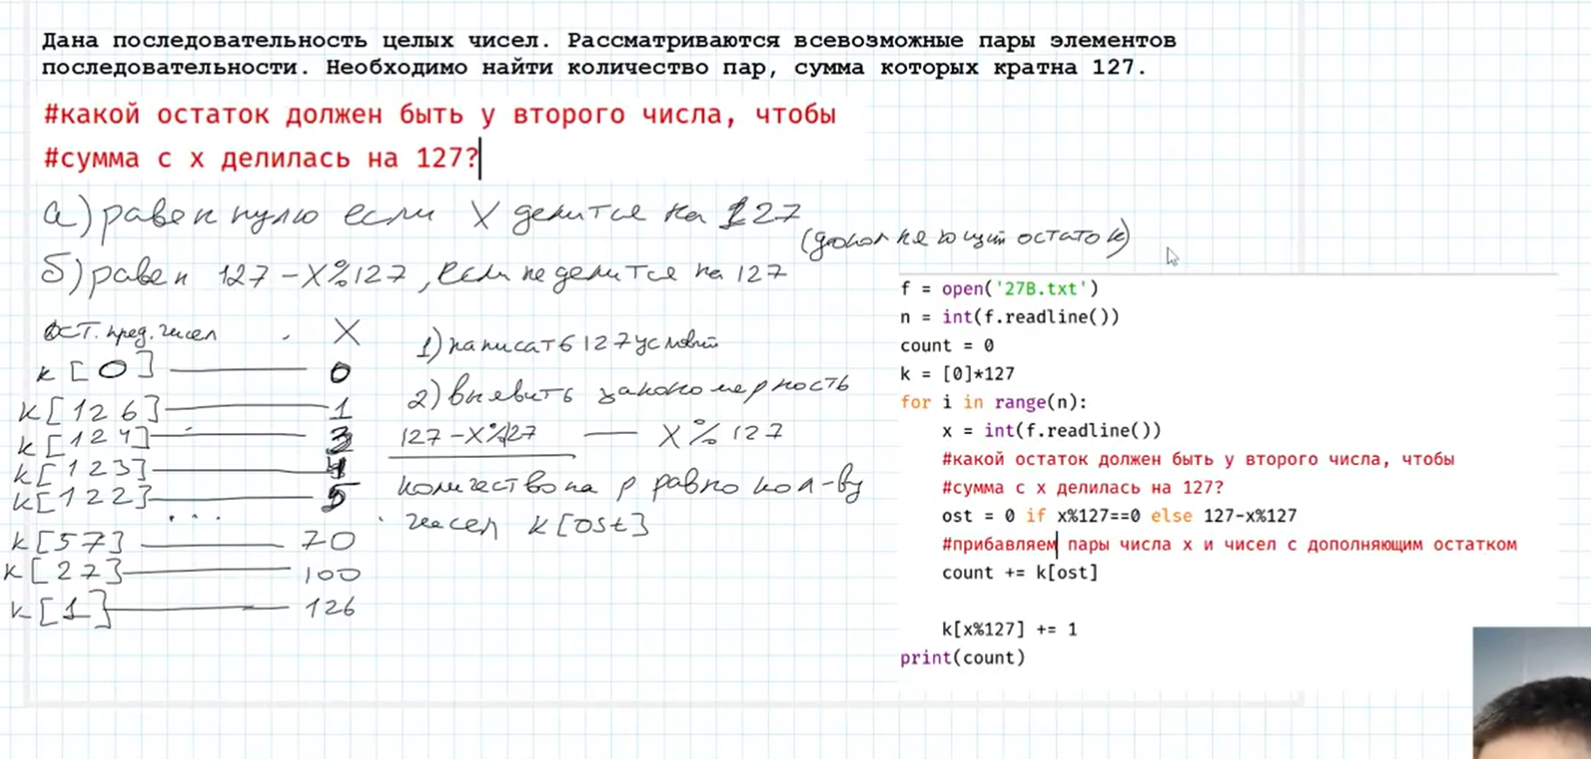 Дана последовательность целых чисел. Рассматриваются всевозможные пары элементов
последовательности. Необходимо найти количество пар, сумма которых кратна 127.
#какой остаток должен быть у второго числа, чтобы
#сумма с x делилась на 127?
а) равен нулю если X делится на 127
(дополняющий остаток)
б) равен 127-X%127, если не делится на 127
ост. пред. чисел X
k[0] 0
k[126] 1
k[124] 3
k[123] 4
k[122] 5
...
k[57] 70
k[27] 100
k[1] 126
1) написать 127 условий
2) выявить закономерность
127-X%127 — X%127
количество пар равно кол-ву
чисел k[ost]
f = open('27B.txt')
n = int(f.readline())
count = 0
k = [0]*127
for i in range(n):
x = int(f.readline())
#какой остаток должен быть у второго числа, чтобы
#сумма с x делилась на 127?
ost = 0 if x%127==0 else 127-x%127
#прибавляем пары числа x и чисел с дополняющим остатком
count += k[ost]
k[x%127] += 1
print(count)